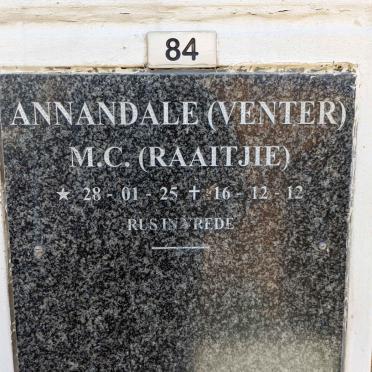 84
ANNANDALE (VENTER)
M.C. (RAAITJIE)
★ 28 - 01 - 25 ✝ 16 - 12 - 12
RUS IN VREDE